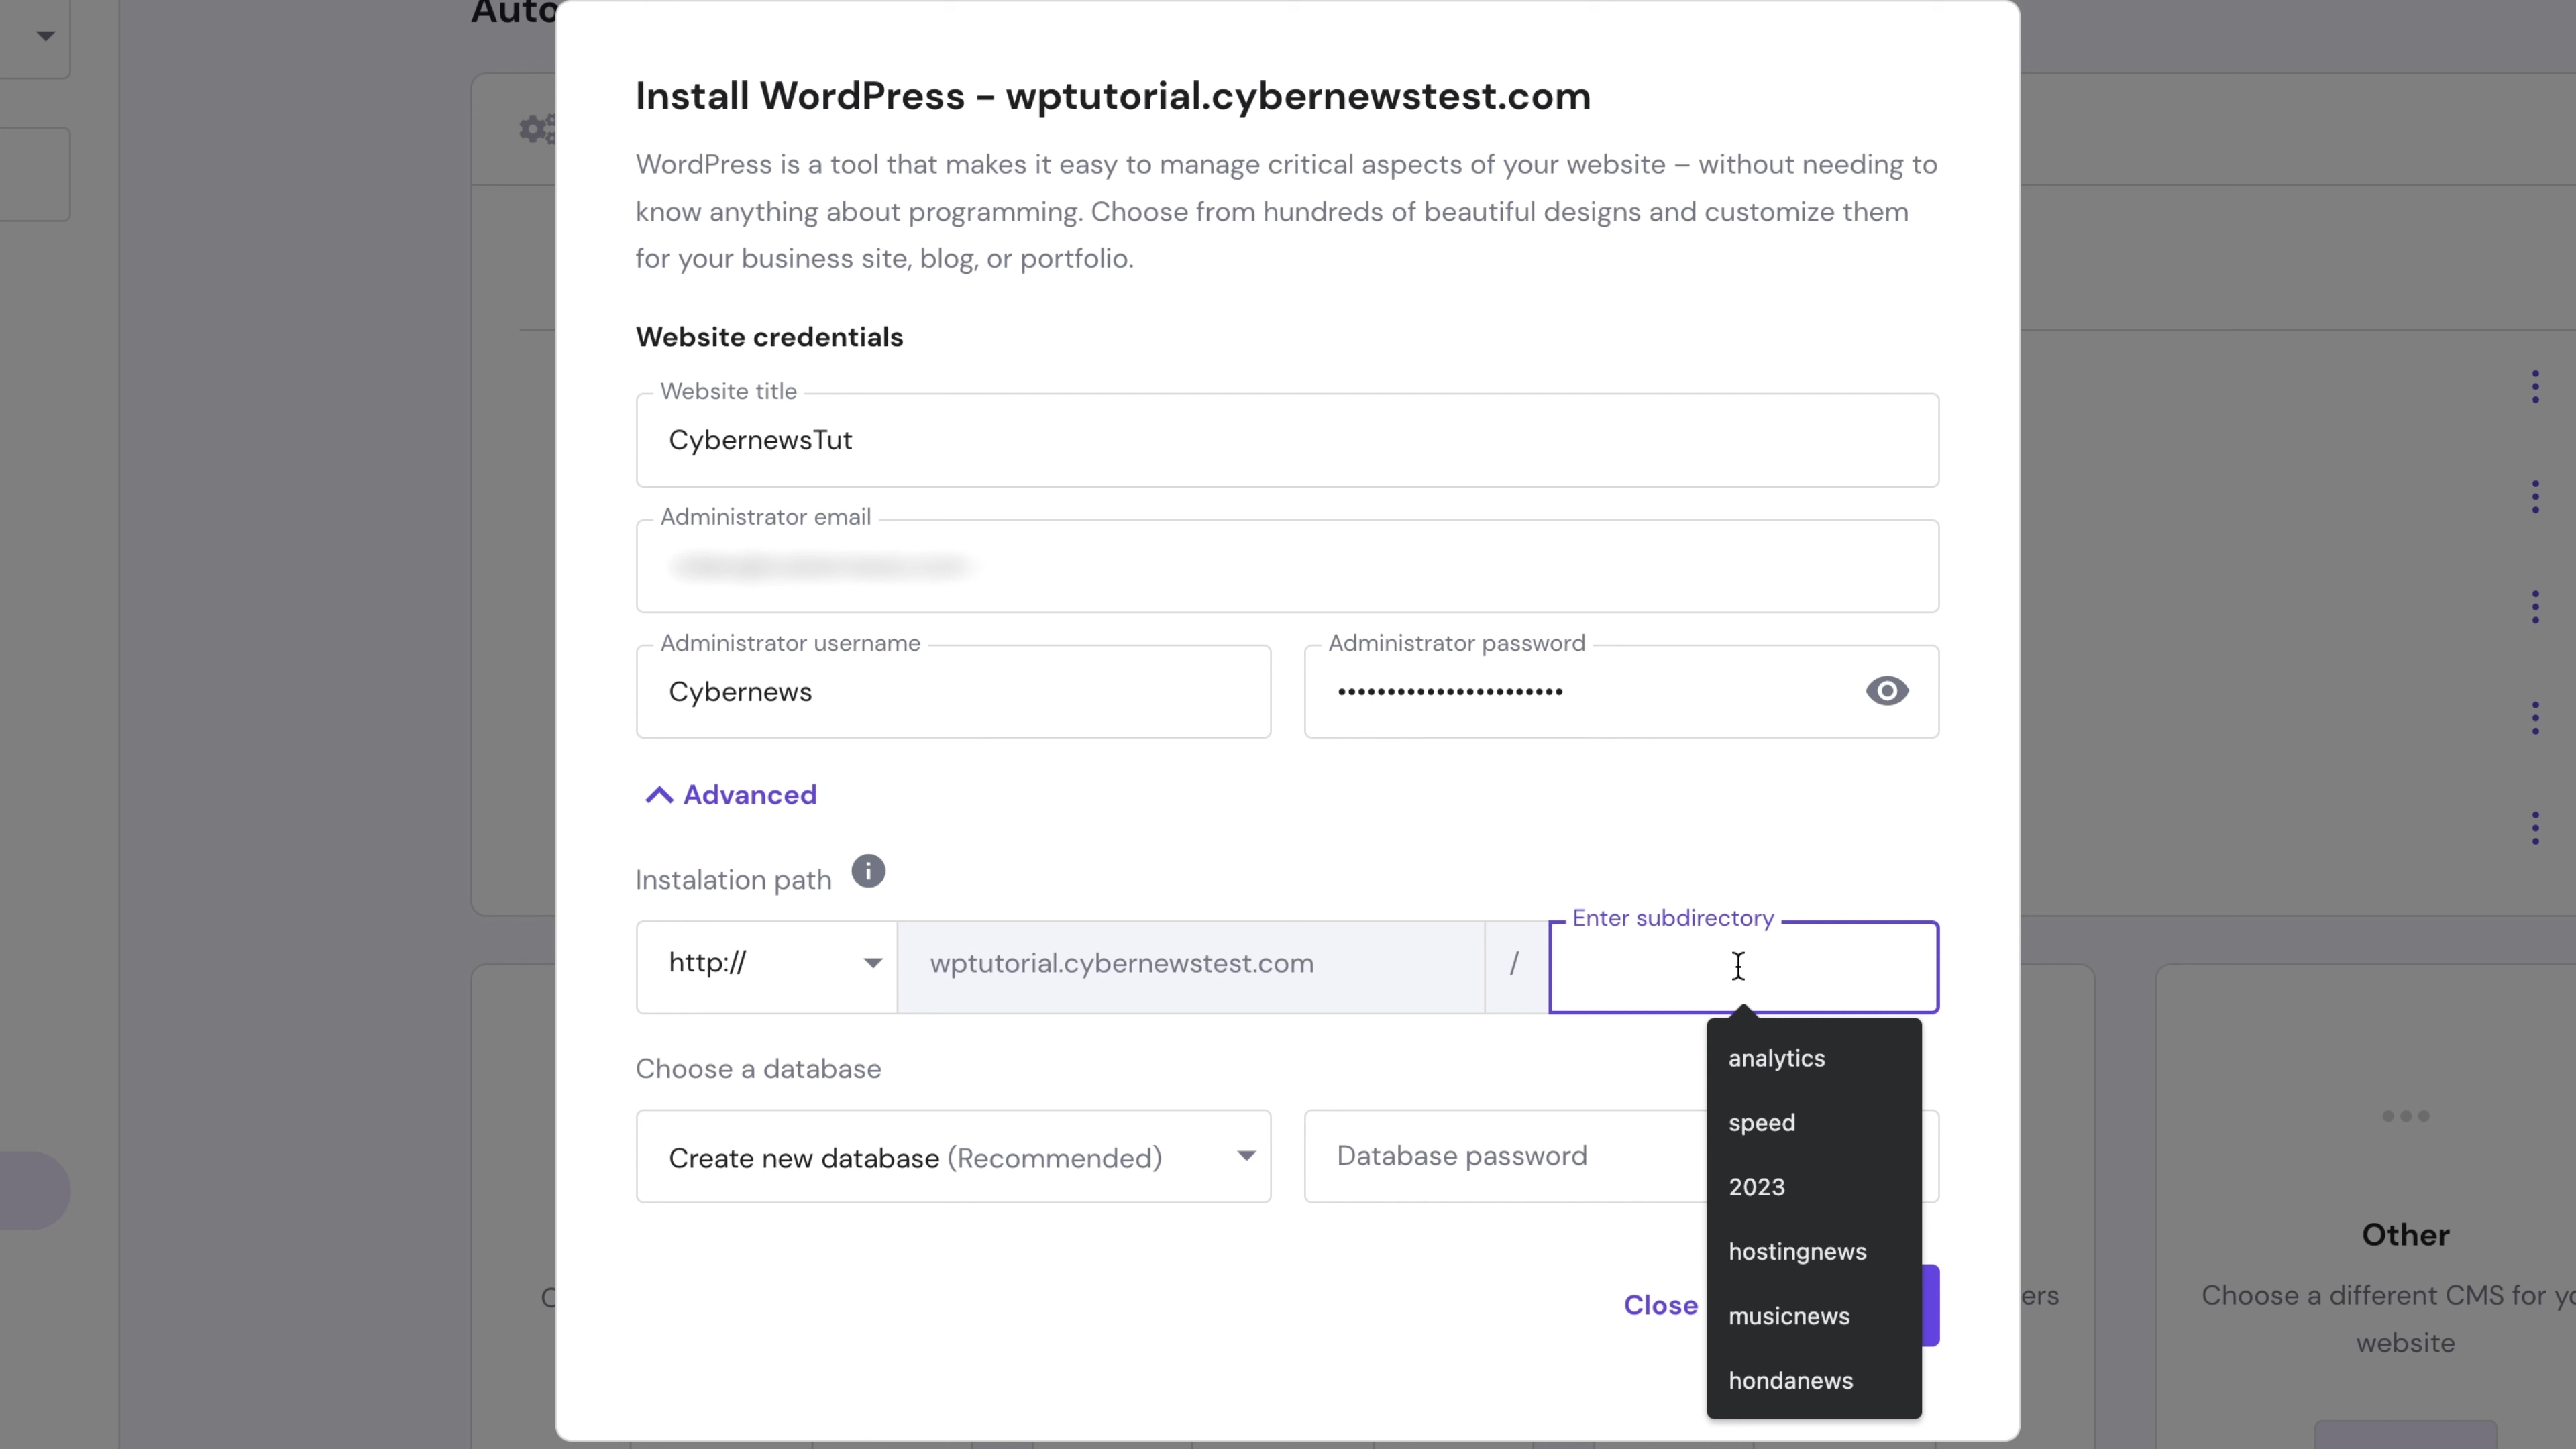 Auto
Install WordPress – wptutorial.cybernewstest.com
WordPress is a tool that makes it easy to manage critical aspects of your website – without needing to
know anything about programming. Choose from hundreds of beautiful designs and customize them
for your business site, blog, or portfolio.
Website credentials
Website title
CybernewsTut
Administrator email
Administrator username
Cybernews
Administrator password
••••••••••••••••••••••••
Advanced
Instalation path
http://
wptutorial.cybernewstest.com
/
Enter subdirectory
Choose a database
Create new database (Recommended)
Database password
analytics
speed
2023
hostingnews
musicnews
hondanews
Close
ers
Other
Choose a different CMS for yo
website